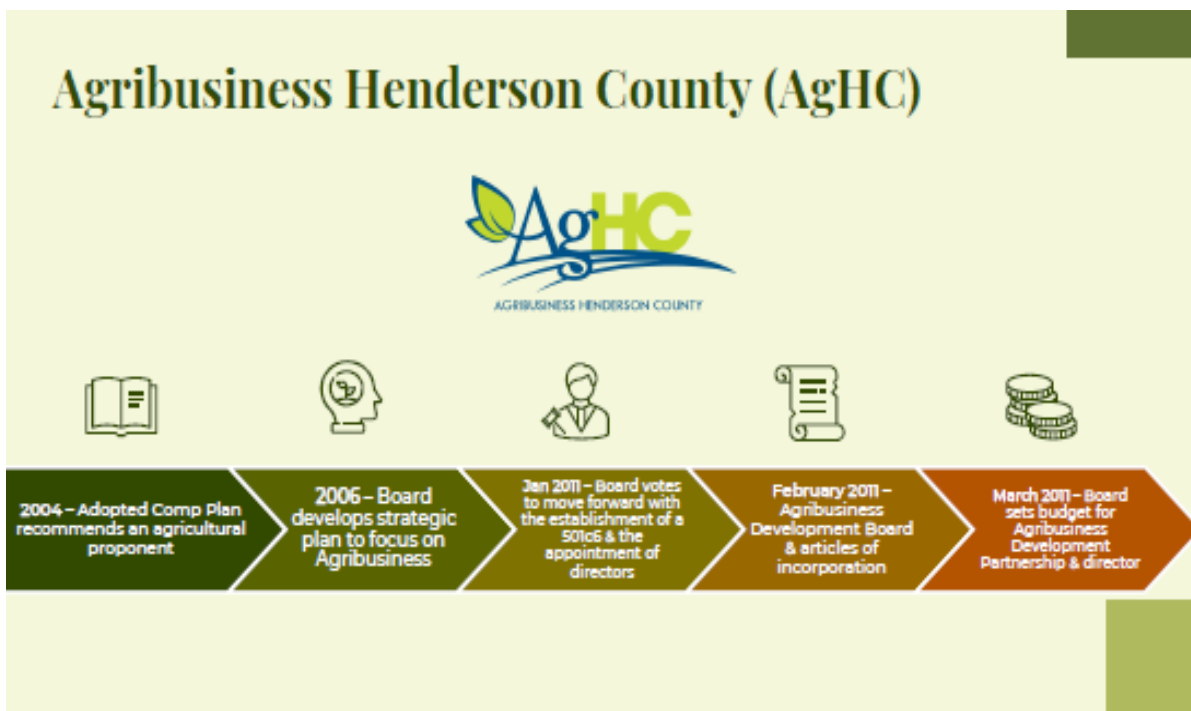 Agribusiness Henderson County (AgHC)
AgHC
AGRIBUSINESS HENDERSON COUNTY
2004 – Adopted Comp Plan
recommends an agricultural
proponent
2006 – Board
develops strategic
plan to focus on
Agribusiness
Jan 2011 – Board votes
to move forward with
the establishment of a
501c6 & the
appointment of
directors
February 2011 –
Agribusiness
Development Board
& articles of
incorporation
March 2011 – Board
sets budget for
Agribusiness
Development
Partnership & director